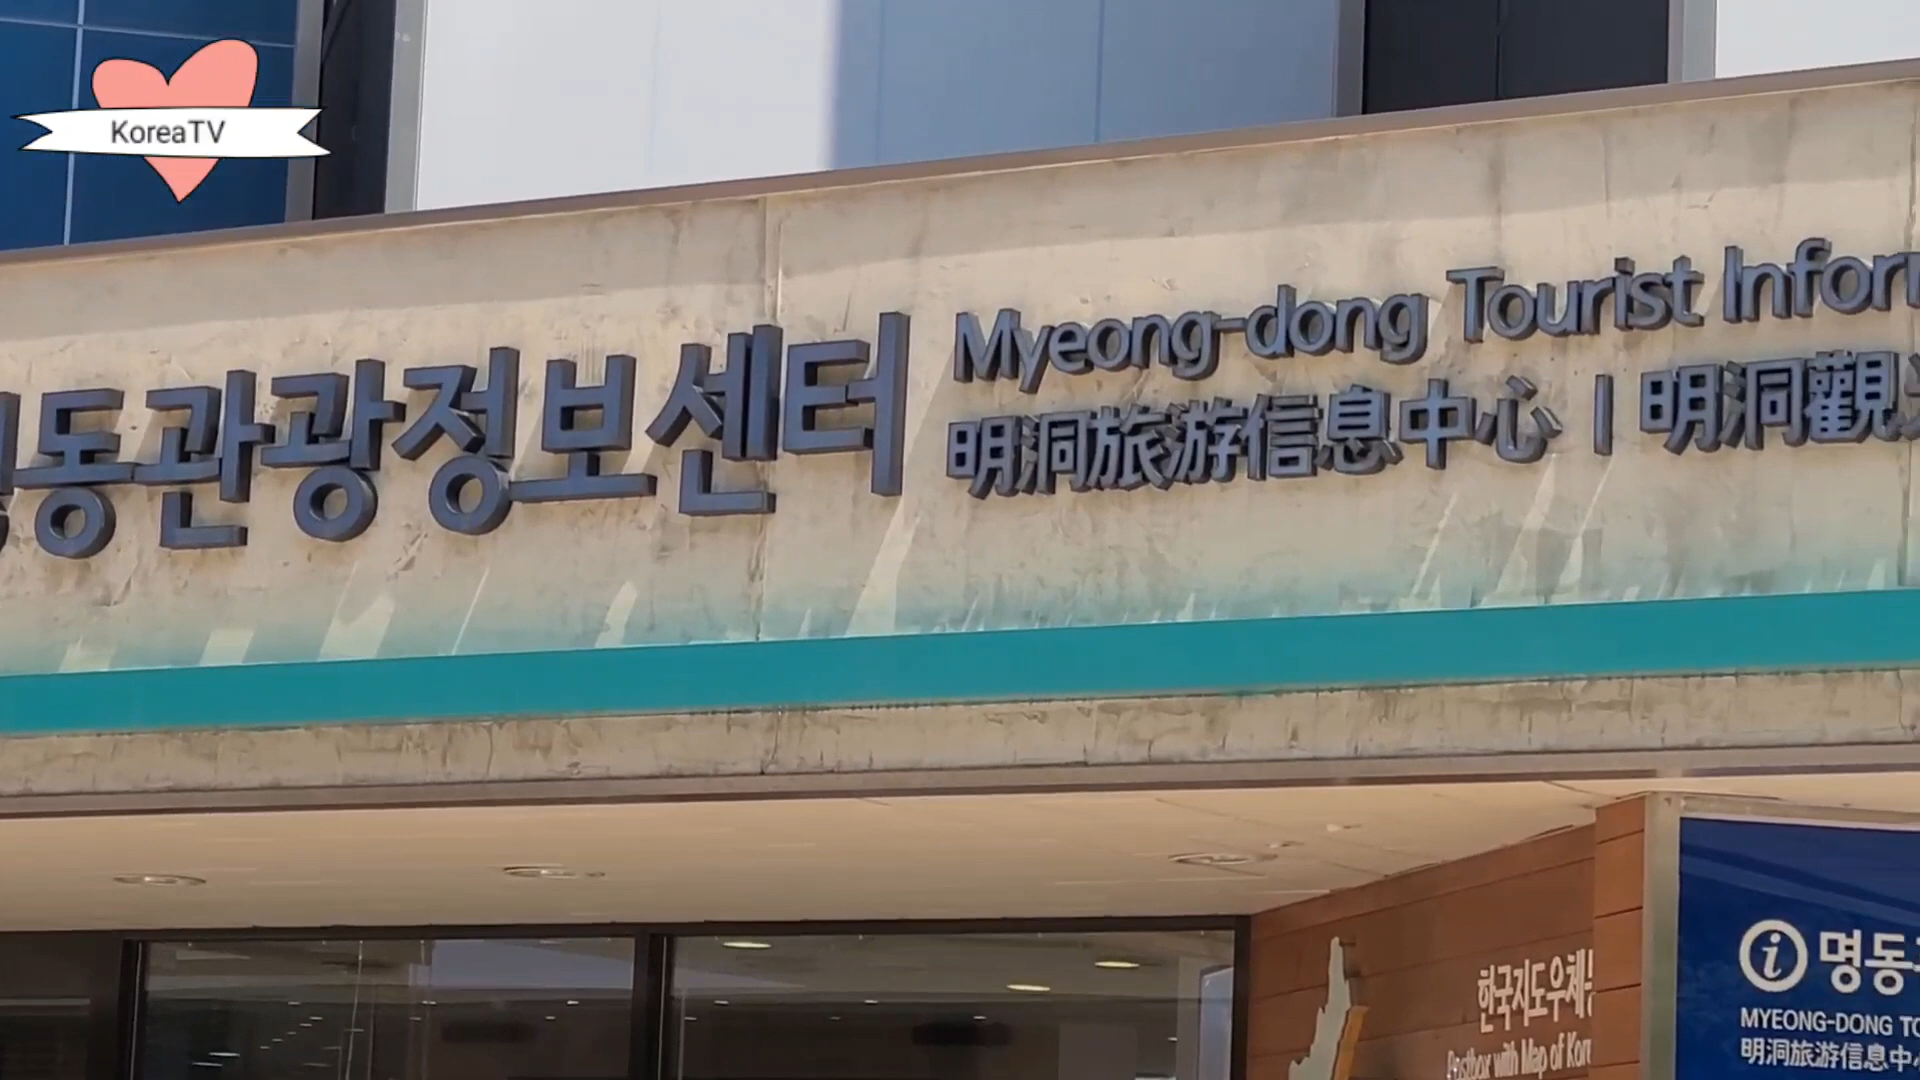 KoreaTV
동관광정보센터
Myeong-dong Tourist Infor
明洞旅游信息中心 | 明洞觀
한국지도우체
Postbox with Map of Kor
i 명동
MYEONG-DONG TO
明洞旅游信息中